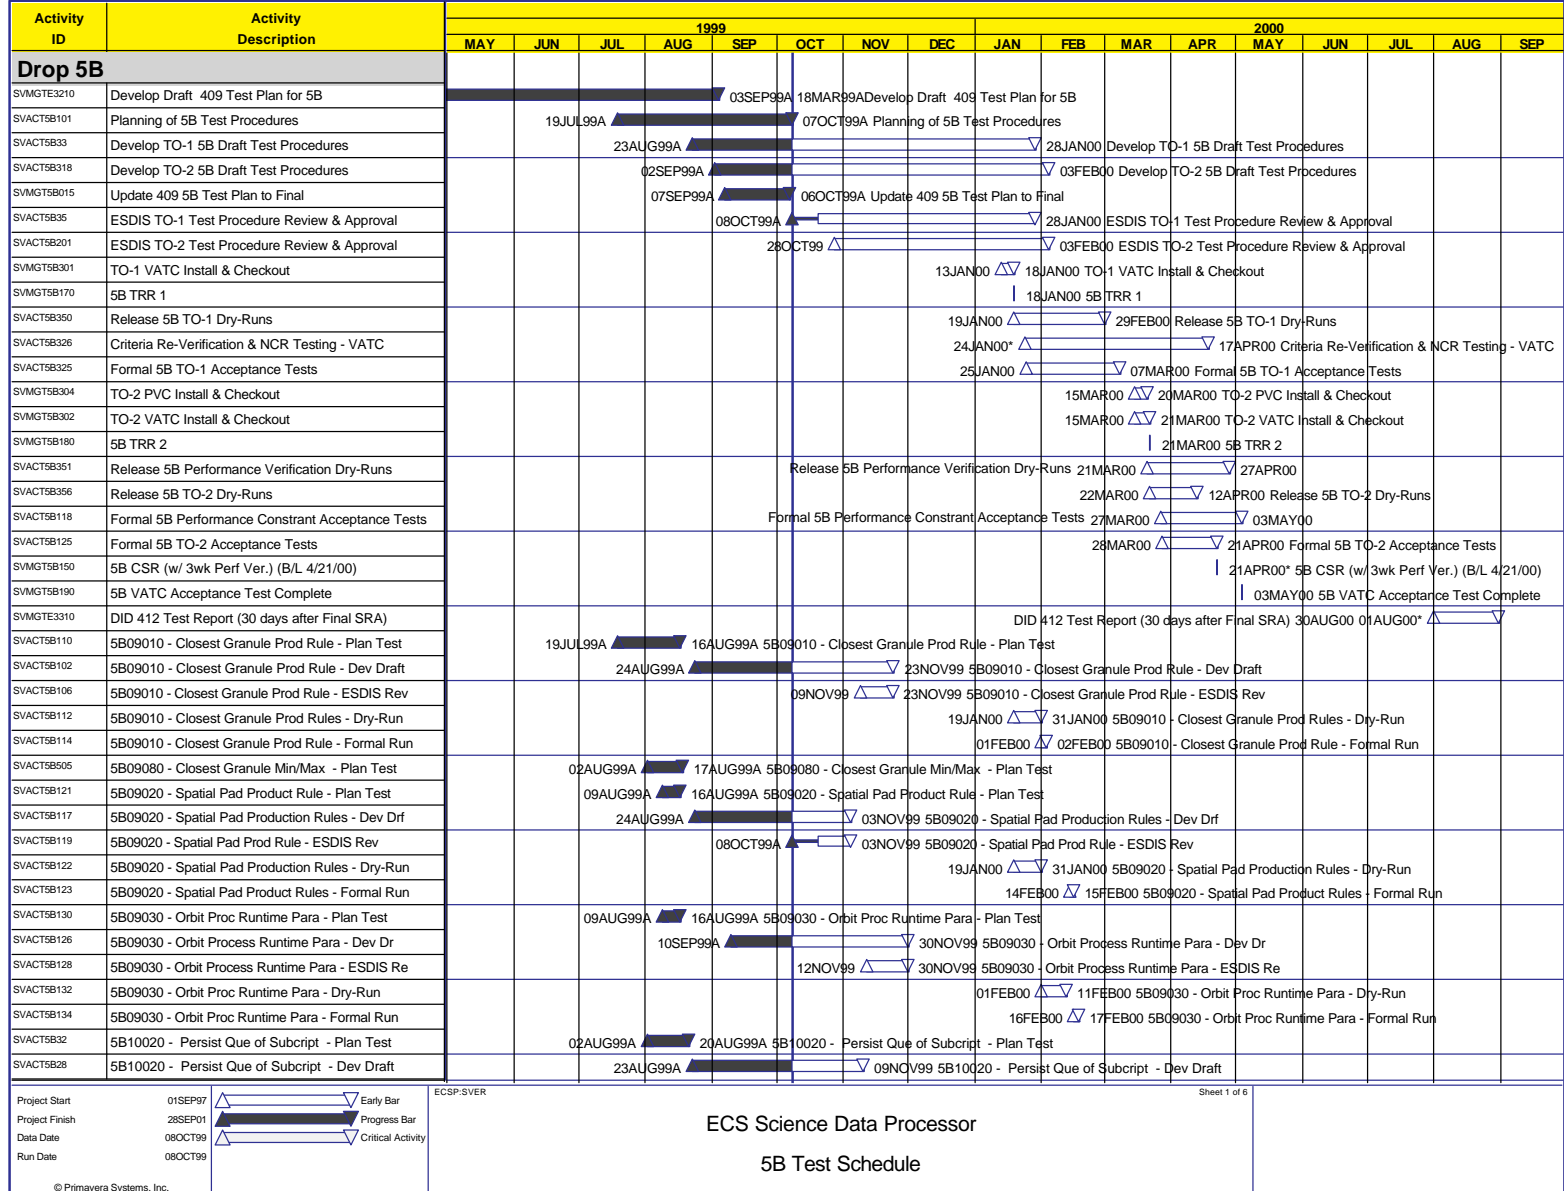 Activity Activity
ID Description
1999 2000
MAY JUN JUL AUG SEP OCT NOV DEC JAN FEB MAR APR MAY JUN JUL AUG SEP
Drop 5B
SVMGTE3210 Develop Draft 409 Test Plan for 5B 03SEP99A 18MAR99ADevelop Draft 409 Test Plan for 5B
SVACT5B101 Planning of 5B Test Procedures 19JUL99A 07OCT99A Planning of 5B Test Procedures
SVACT5B33 Develop TO-1 5B Draft Test Procedures 23AUG99A 28JAN00 Develop TO-1 5B Draft Test Procedures
SVACT5B318 Develop TO-2 5B Draft Test Procedures 02SEP99A 03FEB00 Develop TO-2 5B Draft Test Procedures
SVMGT5B015 Update 409 5B Test Plan to Final 07SEP99A 06OCT99A Update 409 5B Test Plan to Final
SVACT5B35 ESDIS TO-1 Test Procedure Review & Approval 08OCT99A 28JAN00 ESDIS TO-1 Test Procedure Review & Approval
SVACT5B201 ESDIS TO-2 Test Procedure Review & Approval 28OCT99 03FEB00 ESDIS TO-2 Test Procedure Review & Approval
SVMGT5B301 TO-1 VATC Install & Checkout 13JAN00 18JAN00 TO-1 VATC Install & Checkout
SVMGT5B170 5B TRR 1 18JAN00 5B TRR 1
SVACT5B350 Release 5B TO-1 Dry-Runs 19JAN00 29FEB00 Release 5B TO-1 Dry-Runs
SVACT5B326 Criteria Re-Verification & NCR Testing - VATC 24JAN00* 17APR00 Criteria Re-Verification & NCR Testing - VATC
SVACT5B325 Formal 5B TO-1 Acceptance Tests 25JAN00 07MAR00 Formal 5B TO-1 Acceptance Tests
SVMGT5B304 TO-2 PVC Install & Checkout 15MAR00 20MAR00 TO-2 PVC Install & Checkout
SVMGT5B302 TO-2 VATC Install & Checkout 15MAR00 21MAR00 TO-2 VATC Install & Checkout
SVMGT5B180 5B TRR 2 21MAR00 5B TRR 2
SVACT5B351 Release 5B Performance Verification Dry-Runs Release 5B Performance Verification Dry-Runs 21MAR00 27APR00
SVACT5B356 Release 5B TO-2 Dry-Runs 22MAR00 12APR00 Release 5B TO-2 Dry-Runs
SVACT5B118 Formal 5B Performance Constrant Acceptance Tests Formal 5B Performance Constrant Acceptance Tests 27MAR00 03MAY00
SVACT5B125 Formal 5B TO-2 Acceptance Tests 28MAR00 21APR00 Formal 5B TO-2 Acceptance Tests
SVMGT5B150 5B CSR (w/ 3wk Perf Ver.) (B/L 4/21/00) 21APR00* 5B CSR (w/ 3wk Perf Ver.) (B/L 4/21/00)
SVMGT5B190 5B VATC Acceptance Test Complete 03MAY00 5B VATC Acceptance Test Complete
SVMGTE3310 DID 412 Test Report (30 days after Final SRA) DID 412 Test Report (30 days after Final SRA) 30AUG00 01AUG00*
SVACT5B110 5B09010 - Closest Granule Prod Rule - Plan Test 19JUL99A 16AUG99A 5B09010 - Closest Granule Prod Rule - Plan Test
SVACT5B102 5B09010 - Closest Granule Prod Rule - Dev Draft 24AUG99A 23NOV99 5B09010 - Closest Granule Prod Rule - Dev Draft
SVACT5B106 5B09010 - Closest Granule Prod Rule - ESDIS Rev 09NOV99 23NOV99 5B09010 - Closest Granule Prod Rule - ESDIS Rev
SVACT5B112 5B09010 - Closest Granule Prod Rules - Dry-Run 19JAN00 31JAN00 5B09010 - Closest Granule Prod Rules - Dry-Run
SVACT5B114 5B09010 - Closest Granule Prod Rule - Formal Run 01FEB00 02FEB00 5B09010 - Closest Granule Prod Rule - Formal Run
SVACT5B505 5B09080 - Closest Granule Min/Max - Plan Test 02AUG99A 17AUG99A 5B09080 - Closest Granule Min/Max - Plan Test
SVACT5B121 5B09020 - Spatial Pad Product Rule - Plan Test 09AUG99A 16AUG99A 5B09020 - Spatial Pad Product Rule - Plan Test
SVACT5B117 5B09020 - Spatial Pad Production Rules - Dev Drf 24AUG99A 03NOV99 5B09020 - Spatial Pad Production Rules - Dev Drf
SVACT5B119 5B09020 - Spatial Pad Prod Rule - ESDIS Rev 08OCT99A 03NOV99 5B09020 - Spatial Pad Prod Rule - ESDIS Rev
SVACT5B122 5B09020 - Spatial Pad Production Rules - Dry-Run 19JAN00 31JAN00 5B09020 - Spatial Pad Production Rules - Dry-Run
SVACT5B123 5B09020 - Spatial Pad Product Rules - Formal Run 14FEB00 15FEB00 5B09020 - Spatial Pad Product Rules - Formal Run
SVACT5B130 5B09030 - Orbit Proc Runtime Para - Plan Test 09AUG99A 16AUG99A 5B09030 - Orbit Proc Runtime Para - Plan Test
SVACT5B126 5B09030 - Orbit Process Runtime Para - Dev Dr 10SEP99A 30NOV99 5B09030 - Orbit Process Runtime Para - Dev Dr
SVACT5B128 5B09030 - Orbit Process Runtime Para - ESDIS Re 12NOV99 30NOV99 5B09030 - Orbit Process Runtime Para - ESDIS Re
SVACT5B132 5B09030 - Orbit Proc Runtime Para - Dry-Run 01FEB00 11FEB00 5B09030 - Orbit Proc Runtime Para - Dry-Run
SVACT5B134 5B09030 - Orbit Proc Runtime Para - Formal Run 16FEB00 17FEB00 5B09030 - Orbit Proc Runtime Para - Formal Run
SVACT5B32 5B10020 - Persist Que of Subcript - Plan Test 02AUG99A 20AUG99A 5B10020 - Persist Que of Subcript - Plan Test
SVACT5B28 5B10020 - Persist Que of Subcript - Dev Draft 23AUG99A 09NOV99 5B10020 - Persist Que of Subcript - Dev Draft
Project Start 01SEP97 Early Bar
Project Finish 28SEP01 Progress Bar
Data Date 08OCT99 Critical Activity
Run Date 08OCT99
© Primavera Systems, Inc.
ECSP:SVER Sheet 1 of 6
ECS Science Data Processor
5B Test Schedule